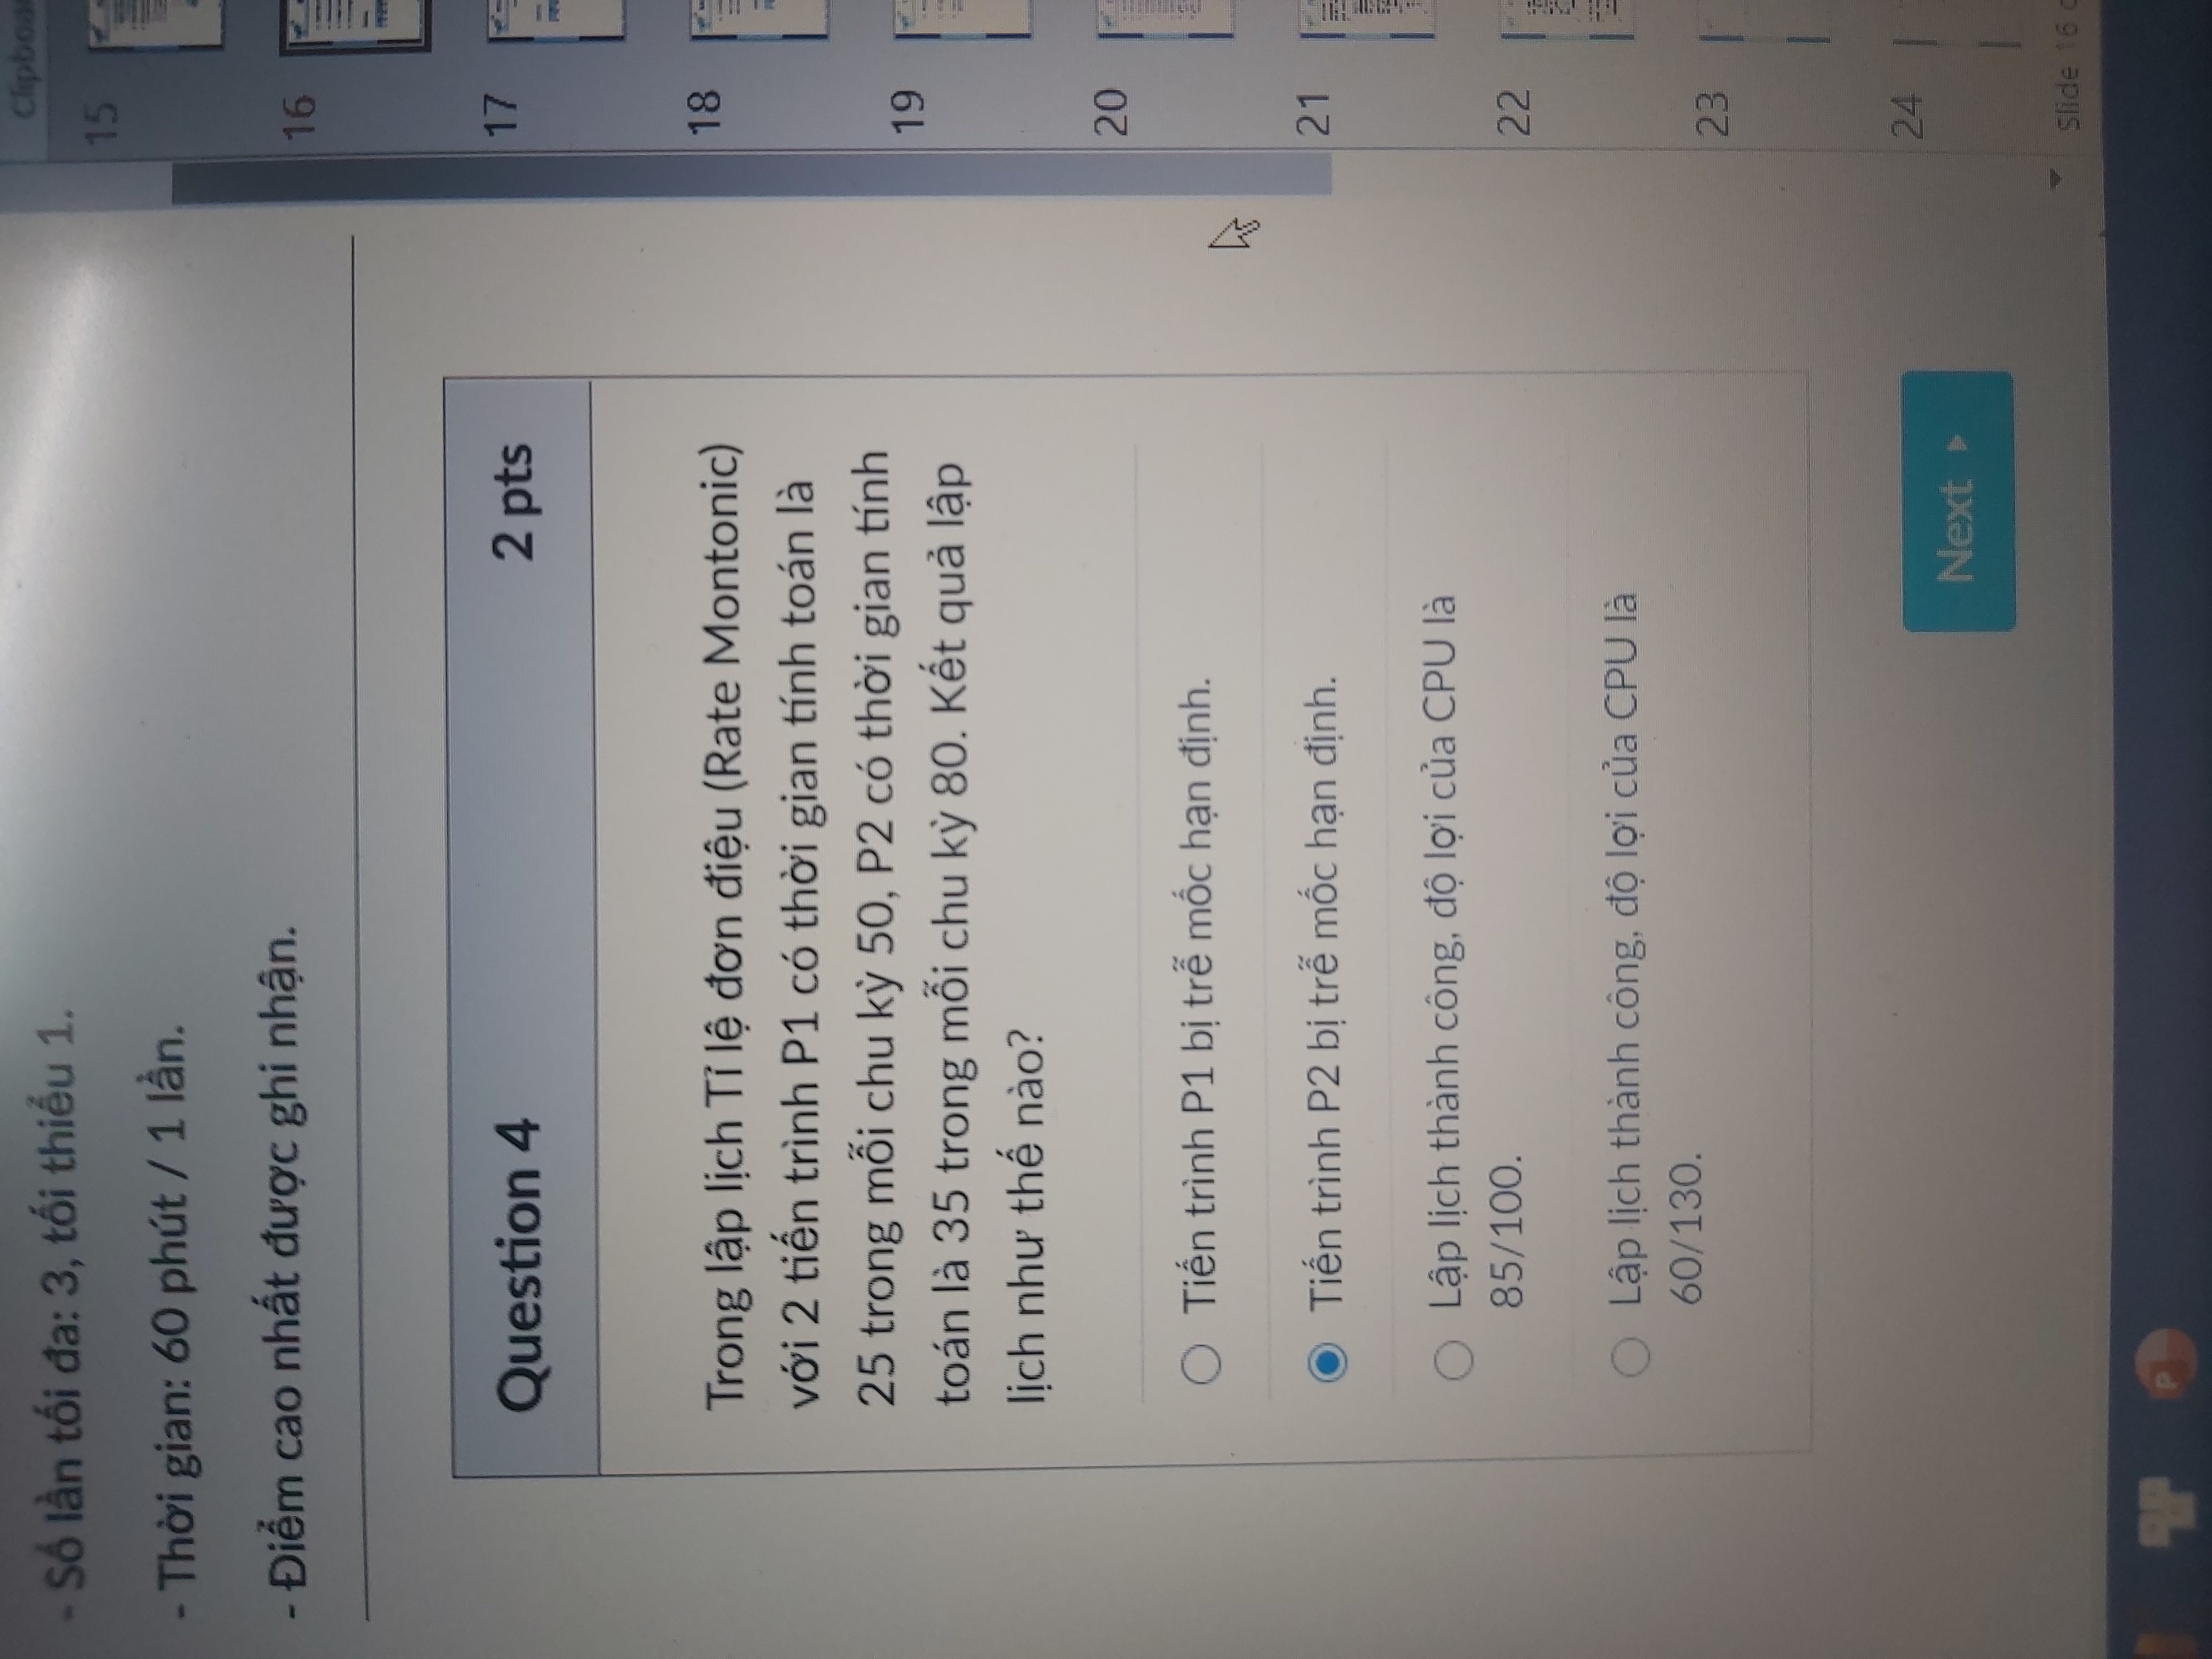 - Số lần tối đa: 3, tối thiểu 1.
- Thời gian: 60 phút / 1 lần.
- Điểm cao nhất được ghi nhận.
Question 4
2 pts
Trong lập lịch Tỉ lệ đơn điệu (Rate Montonic)
với 2 tiến trình P1 có thời gian tính toán là
25 trong mỗi chu kỳ 50, P2 có thời gian tính
toán là 35 trong mỗi chu kỳ 80. Kết quả lập
lịch như thế nào?
Tiến trình P1 bị trễ mốc hạn định.
Tiến trình P2 bị trễ mốc hạn định.
Lập lịch thành công, độ lợi của CPU là
85/100.
Lập lịch thành công, độ lợi của CPU là
60/130.
Next
15
16
17
18
19
20
21
22
23
24
Slide 16
P